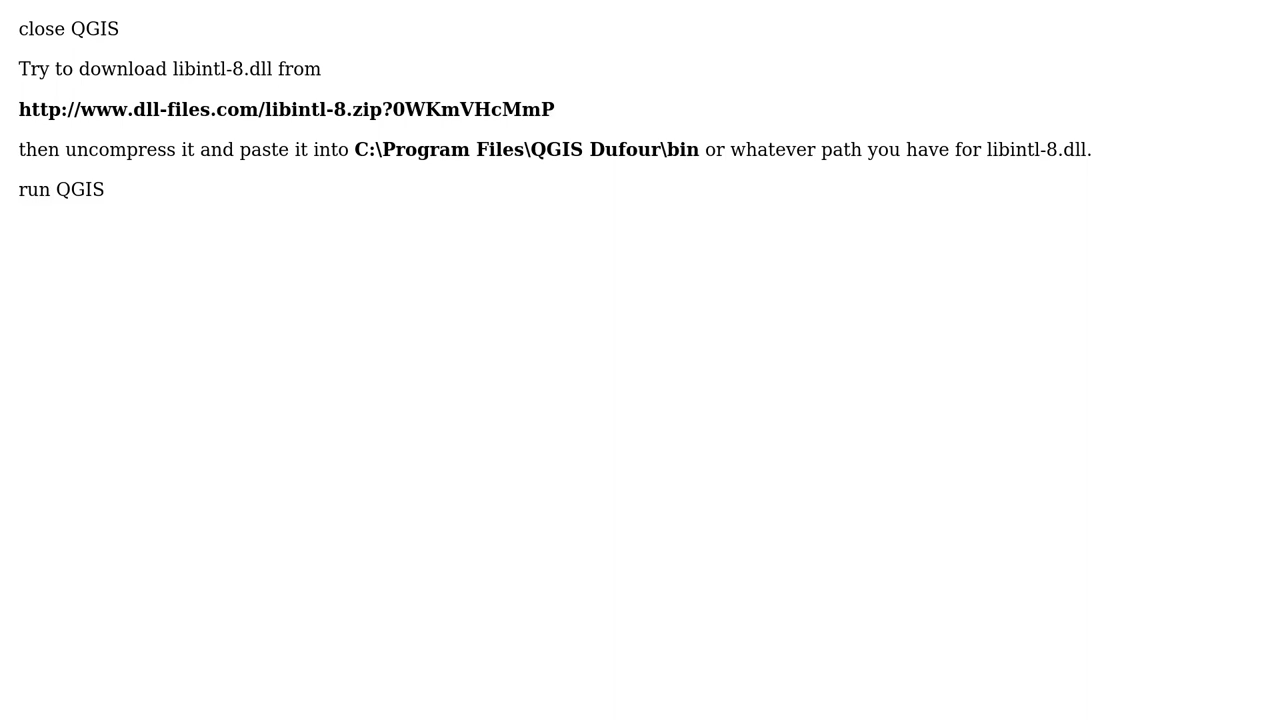 close QGIS
Try to download libintl-8.dll from
http://www.dll-files.com/libintl-8.zip?0WKmVHcMmP
then uncompress it and paste it into C:\Program Files\QGIS Dufour\bin or whatever path you have for libintl-8.dll.
run QGIS